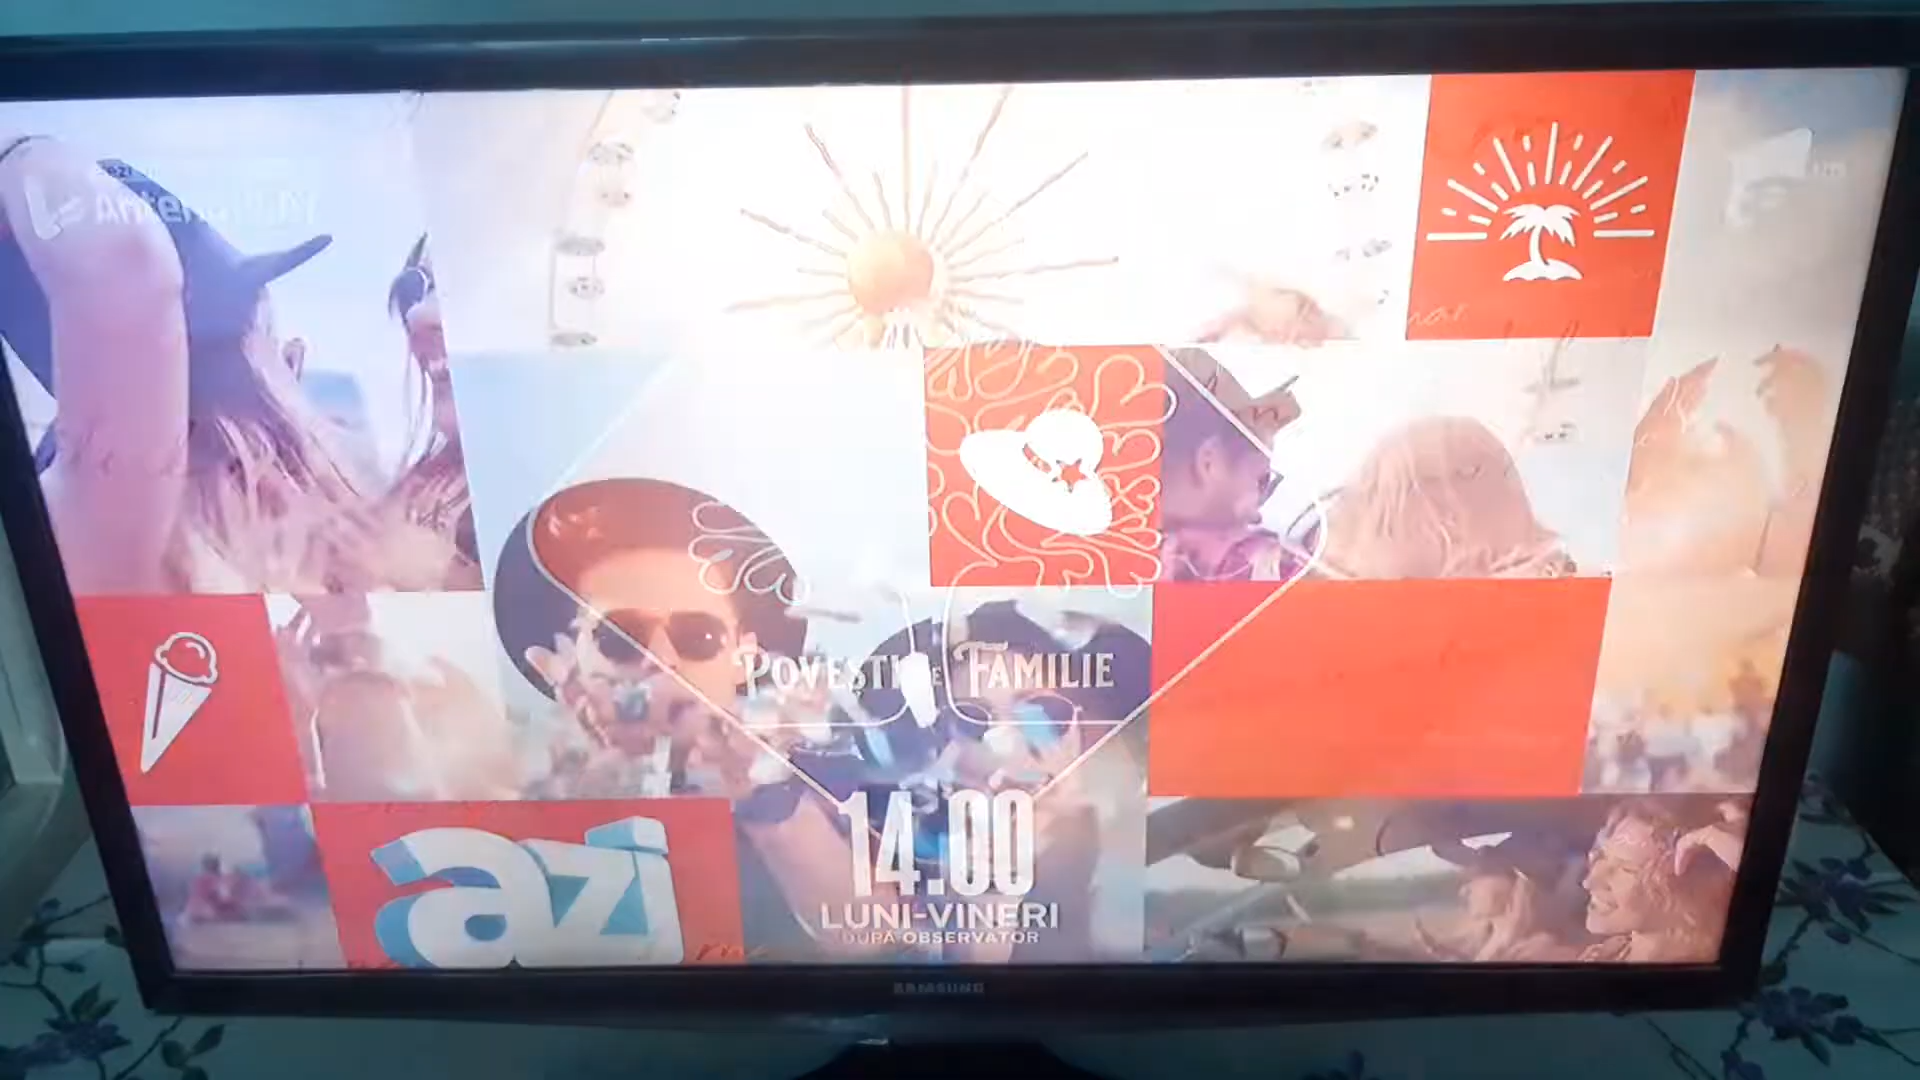 POVEȘTI DE FAMILIE
azi
14.00
LUNI-VINERI
DUPĂ OBSERVATOR
SAMSUNG